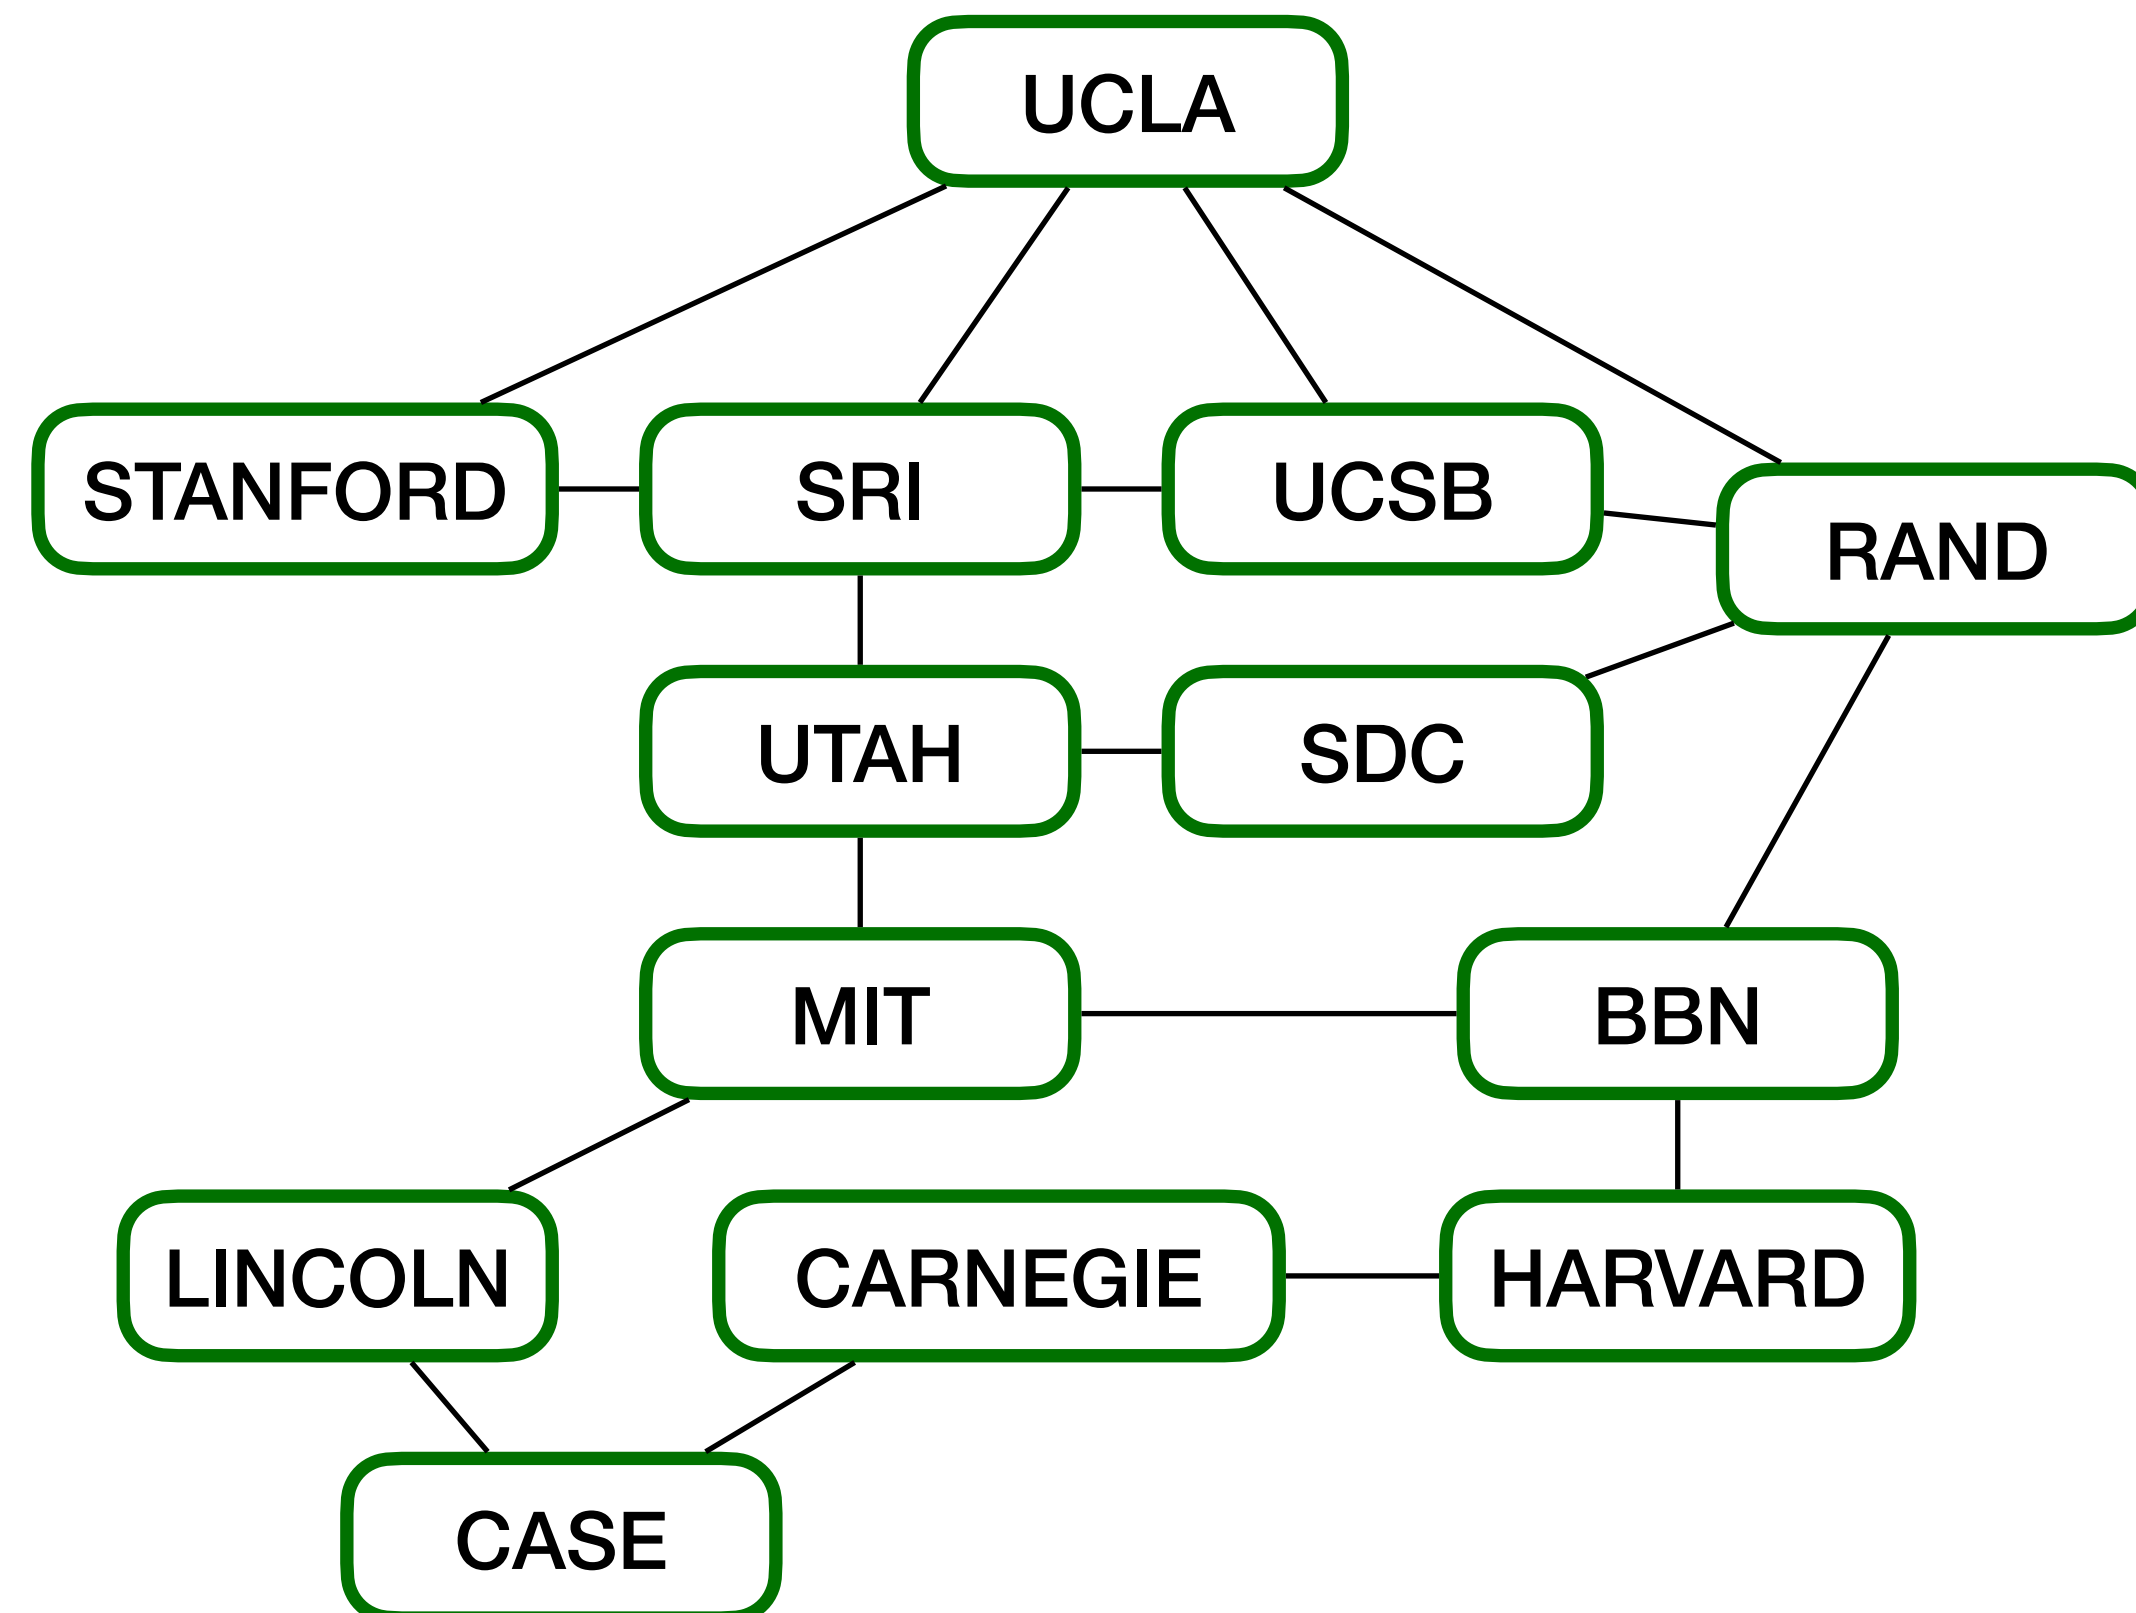 UCLA
STANFORD
SRI
UCSB
RAND
UTAH
SDC
MIT
BBN
LINCOLN
CARNEGIE
HARVARD
CASE